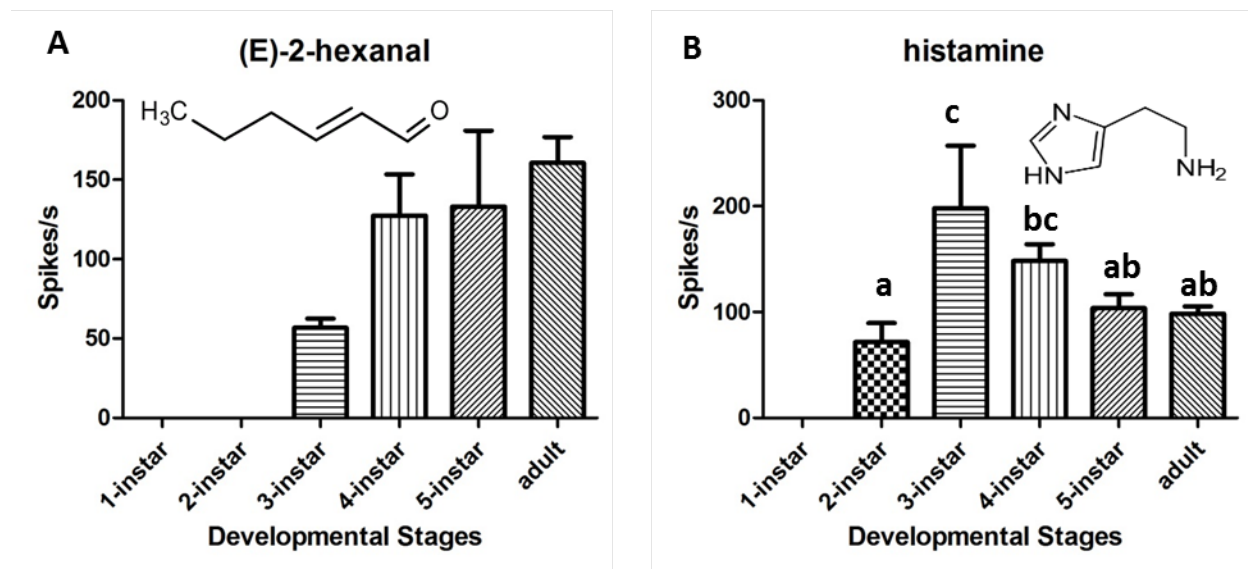 A
(E)-2-hexanal
H3C
O
200
150
100
50
0
Spikes/s
1-instar
2-instar
3-instar
4-instar
5-instar
adult
Developmental Stages
B
histamine
N
HN
NH2
300
200
100
0
Spikes/s
a
c
bc
ab
ab
1-instar
2-instar
3-instar
4-instar
5-instar
adult
Developmental Stages